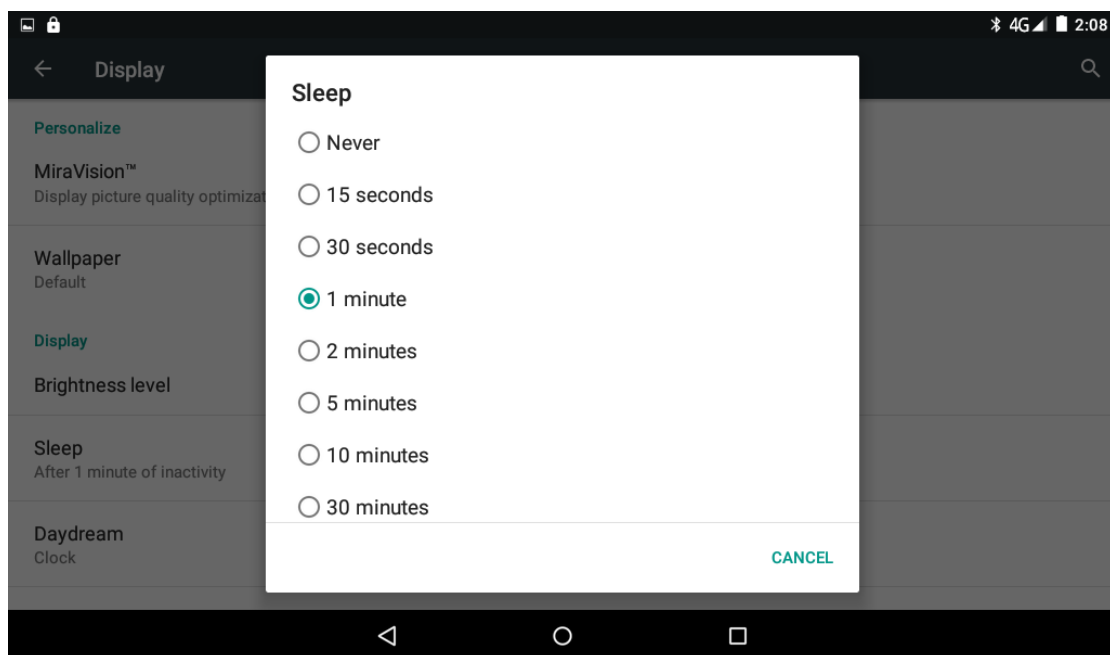 4G 2:08
Display
Sleep
Personalize
Never
MiraVision™
Display picture quality optimizat
15 seconds
30 seconds
Wallpaper
Default
1 minute
Display
2 minutes
Brightness level
5 minutes
Sleep
After 1 minute of inactivity
10 minutes
30 minutes
Daydream
Clock
CANCEL